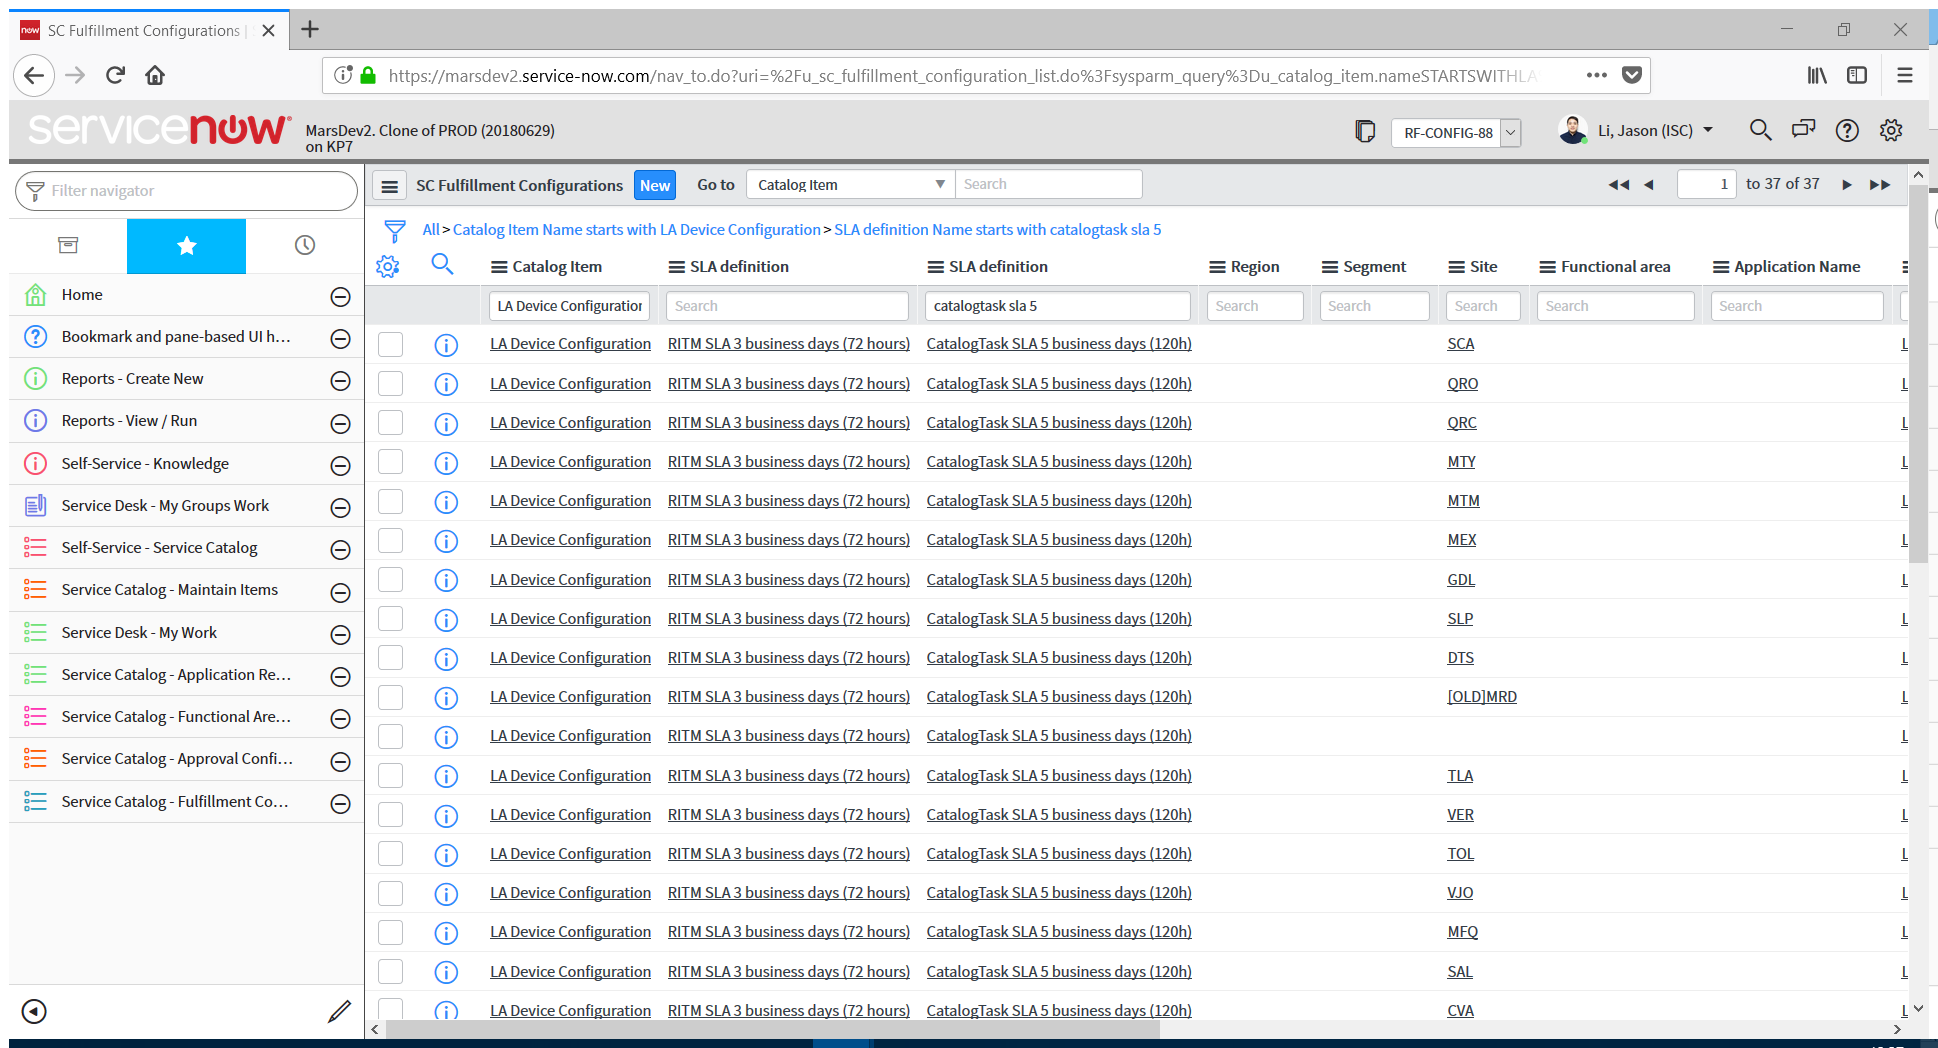 now SC Fulfillment Configurations |
https://marsdev2.service-now.com/nav_to.do?uri=%2Fu_sc_fulfillment_configuration_list.do%3Fsysparm_query%3Du_catalog_item.nameSTARTSWITHLA
servicenow MarsDev2. Clone of PROD (20180629)
on KP7
RF-CONFIG-88 Li, Jason (ISC)
Filter navigator
SC Fulfillment Configurations New Go to Catalog Item Search 1 to 37 of 37
All > Catalog Item Name starts with LA Device Configuration > SLA definition Name starts with catalogtask sla 5
Catalog Item SLA definition SLA definition Region Segment Site Functional area Application Name
LA Device Configuration Search catalogtask sla 5 Search Search Search Search Search
Home
Bookmark and pane-based UI h...
Reports - Create New
Reports - View / Run
Self-Service - Knowledge
Service Desk - My Groups Work
Self-Service - Service Catalog
Service Catalog - Maintain Items
Service Desk - My Work
Service Catalog - Application Re...
Service Catalog - Functional Are...
Service Catalog - Approval Confi...
Service Catalog - Fulfillment Co...
LA Device Configuration RITM SLA 3 business days (72 hours) CatalogTask SLA 5 business days (120h) SCA L
LA Device Configuration RITM SLA 3 business days (72 hours) CatalogTask SLA 5 business days (120h) QRO L
LA Device Configuration RITM SLA 3 business days (72 hours) CatalogTask SLA 5 business days (120h) QRC L
LA Device Configuration RITM SLA 3 business days (72 hours) CatalogTask SLA 5 business days (120h) MTY L
LA Device Configuration RITM SLA 3 business days (72 hours) CatalogTask SLA 5 business days (120h) MTM L
LA Device Configuration RITM SLA 3 business days (72 hours) CatalogTask SLA 5 business days (120h) MEX L
LA Device Configuration RITM SLA 3 business days (72 hours) CatalogTask SLA 5 business days (120h) GDL L
LA Device Configuration RITM SLA 3 business days (72 hours) CatalogTask SLA 5 business days (120h) SLP L
LA Device Configuration RITM SLA 3 business days (72 hours) CatalogTask SLA 5 business days (120h) DTS L
LA Device Configuration RITM SLA 3 business days (72 hours) CatalogTask SLA 5 business days (120h) [OLD]MRD L
LA Device Configuration RITM SLA 3 business days (72 hours) CatalogTask SLA 5 business days (120h) L
LA Device Configuration RITM SLA 3 business days (72 hours) CatalogTask SLA 5 business days (120h) TLA L
LA Device Configuration RITM SLA 3 business days (72 hours) CatalogTask SLA 5 business days (120h) VER L
LA Device Configuration RITM SLA 3 business days (72 hours) CatalogTask SLA 5 business days (120h) TOL L
LA Device Configuration RITM SLA 3 business days (72 hours) CatalogTask SLA 5 business days (120h) VJO L
LA Device Configuration RITM SLA 3 business days (72 hours) CatalogTask SLA 5 business days (120h) MFQ L
LA Device Configuration RITM SLA 3 business days (72 hours) CatalogTask SLA 5 business days (120h) SAL L
LA Device Configuration RITM SLA 3 business days (72 hours) CatalogTask SLA 5 business days (120h) CVA L